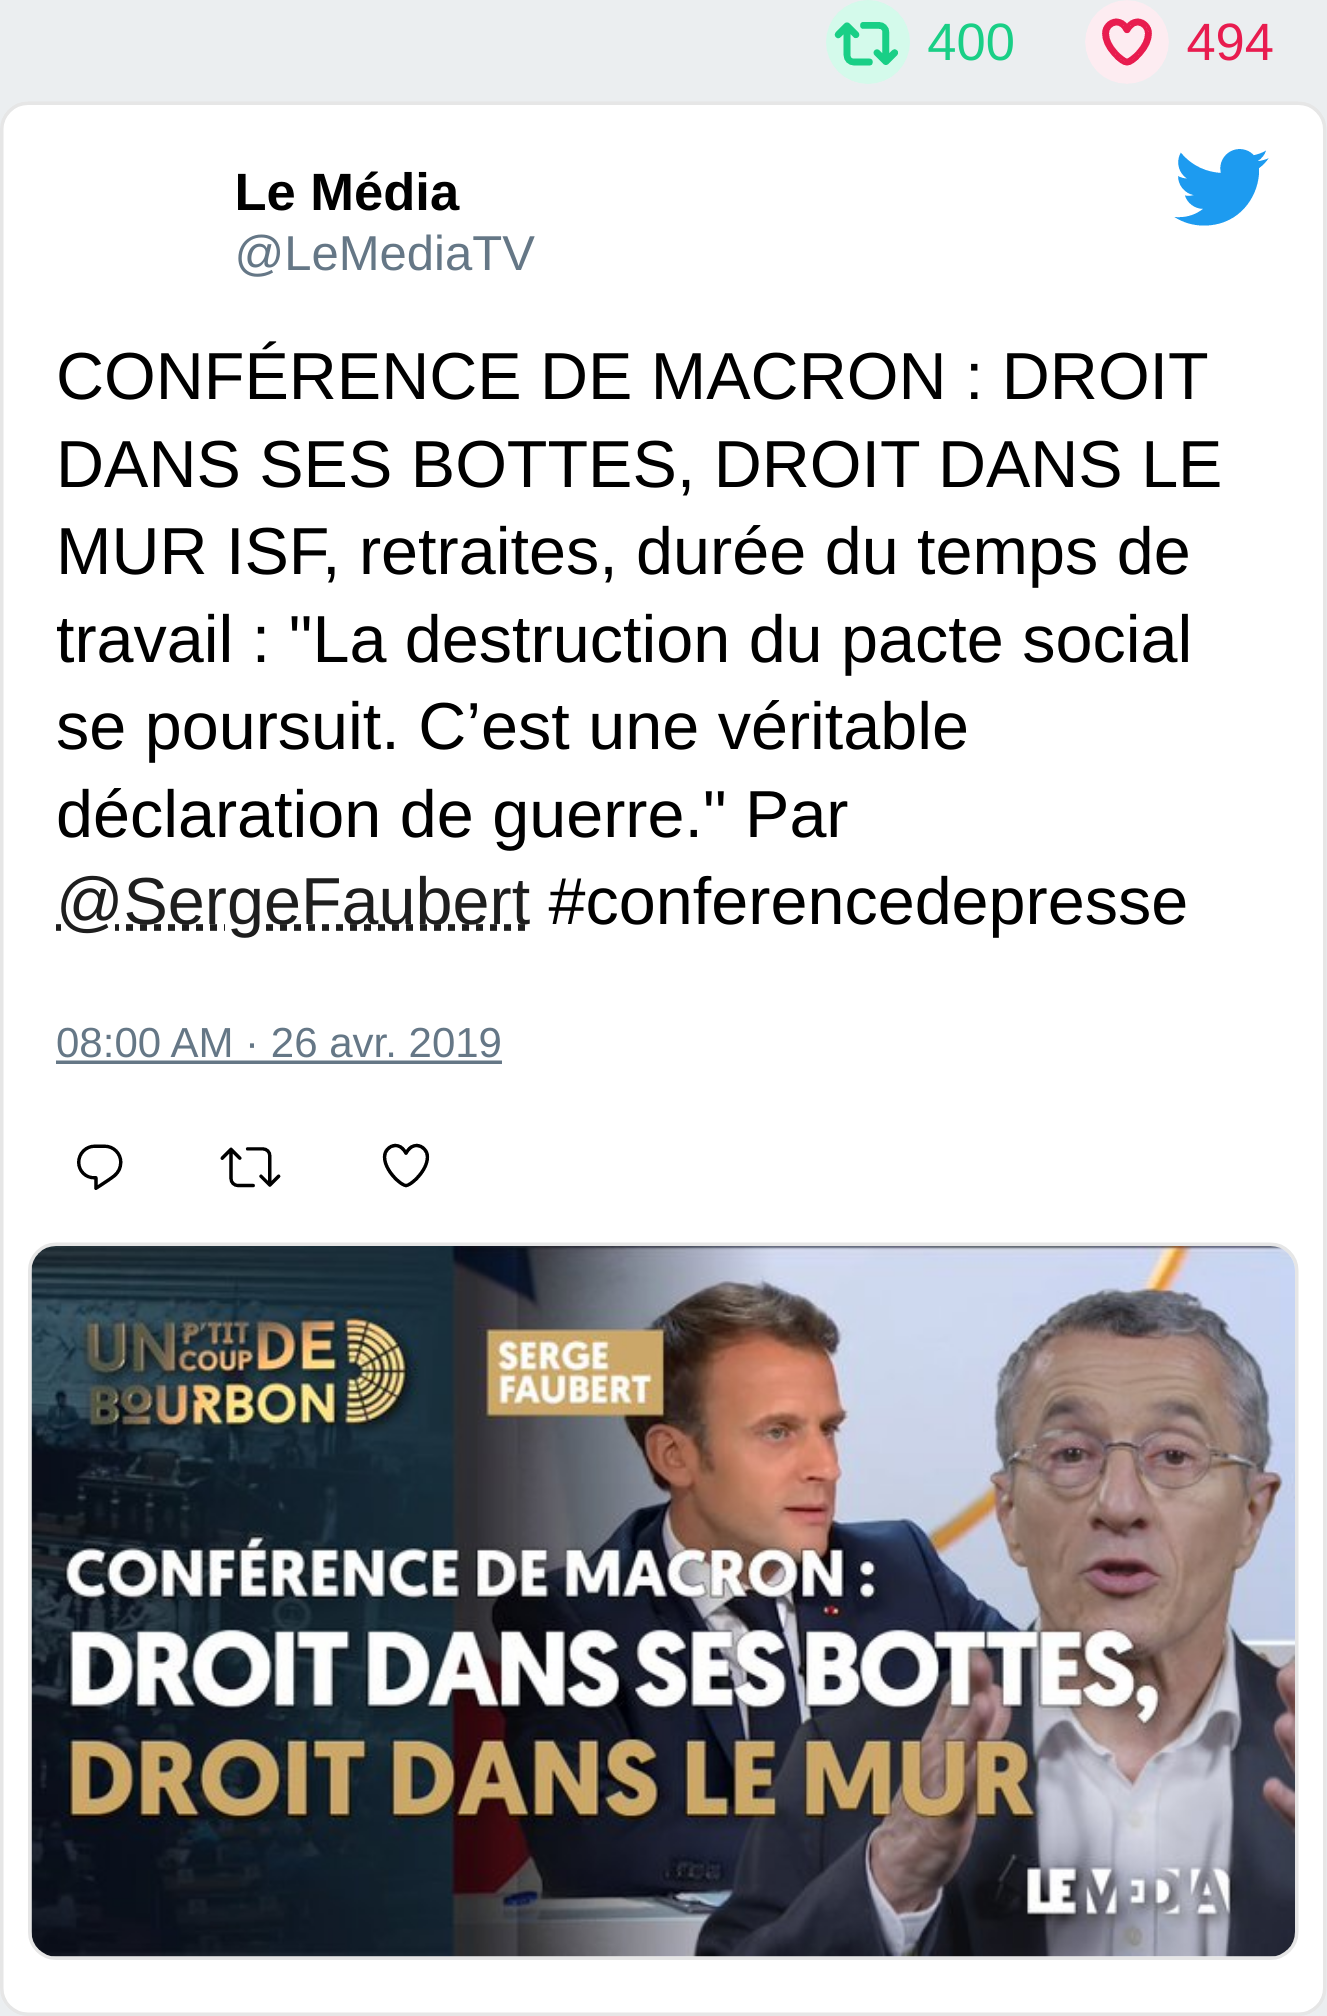 400 494
Le Média
@LeMediaTV
CONFÉRENCE DE MACRON : DROIT
DANS SES BOTTES, DROIT DANS LE
MUR ISF, retraites, durée du temps de
travail : "La destruction du pacte social
se poursuit. C’est une véritable
déclaration de guerre." Par
@SergeFaubert #conferencedepresse
08:00 AM · 26 avr. 2019
UN P'TIT COUP DE
BOURBON
SERGE
FAUBERT
CONFÉRENCE DE MACRON :
DROIT DANS SES BOTTES,
DROIT DANS LE MUR
LE MEDIA